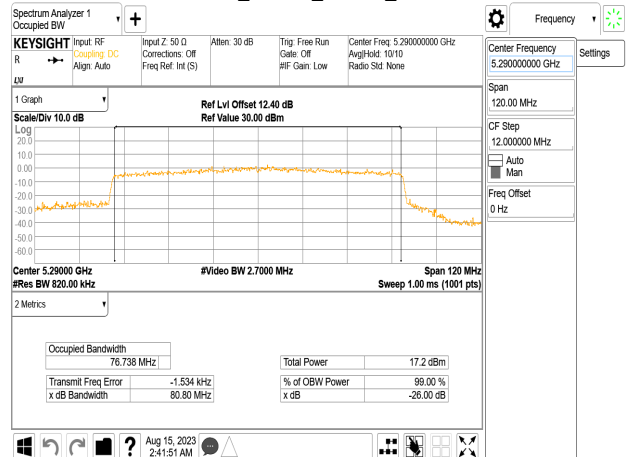 Spectrum Analyzer 1
Occupied BW
▼
+
Frequency
▼
KEYSIGHT
R
LXI
Input: RF
Coupling: DC
Align: Auto
Input Z: 50 Ω
Corrections: Off
Freq Ref: Int (S)
Atten: 30 dB
Trig: Free Run
Gate: Off
#IF Gain: Low
Center Freq: 5.290000000 GHz
Avg|Hold: 10/10
Radio Std: None
Center Frequency
5.290000000 GHz
Settings
Span
120.00 MHz
CF Step
12.000000 MHz
Auto
Man
Freq Offset
0 Hz
1 Graph
Scale/Div 10.0 dB
Ref Lvl Offset 12.40 dB
Ref Value 30.00 dBm
Log
20.0
10.0
0.00
-10.0
-20.0
-30.0
-40.0
-50.0
-60.0
Center 5.29000 GHz
#Res BW 820.00 kHz
#Video BW 2.7000 MHz
Span 120 MHz
Sweep 1.00 ms (1001 pts)
2 Metrics
Occupied Bandwidth
76.738 MHz
Transmit Freq Error -1.534 kHz
x dB Bandwidth 80.80 MHz
Total Power 17.2 dBm
% of OBW Power 99.00 %
x dB -26.00 dB
?
Aug 15, 2023
2:41:51 AM